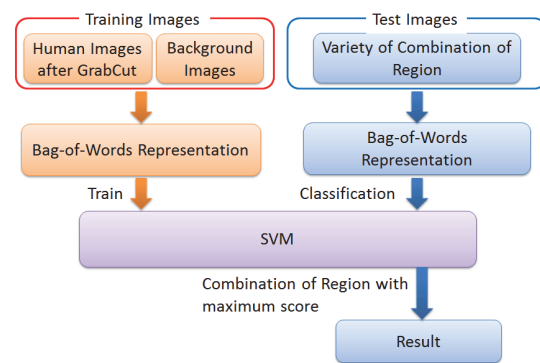 Training Images
Test Images
Human Images
after GrabCut
Background
Images
Variety of Combination of
Region
Bag-of-Words Representation
Bag-of-Words
Representation
Train
Classification
SVM
Combination of Region with
maximum score
Result